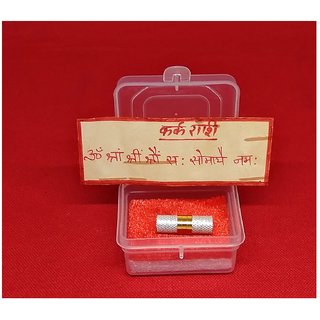 कर्क राशि
ॐ श्रां श्रीं श्रौं सः सोमायै नमः